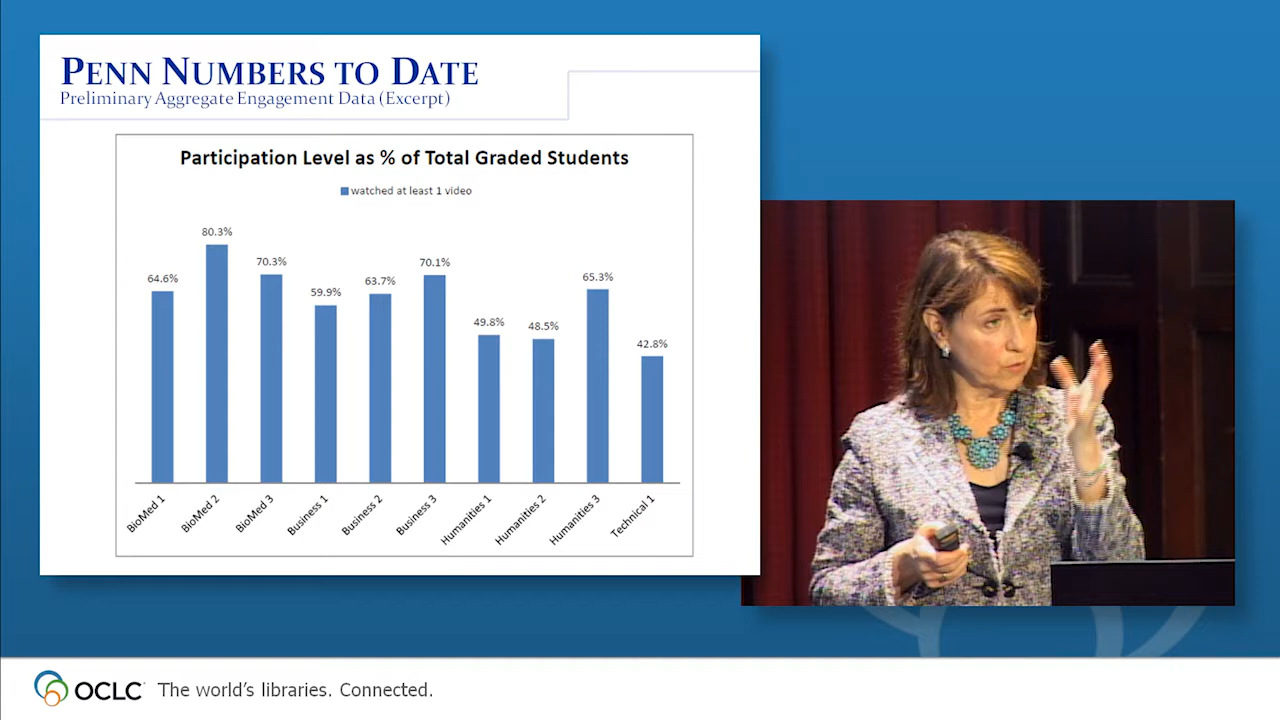 PENN NUMBERS TO DATE
Preliminary Aggregate Engagement Data (Excerpt)
Participation Level as % of Total Graded Students
watched at least 1 video
64.6%
80.3%
70.3%
59.9%
63.7%
70.1%
49.8%
48.5%
65.3%
42.8%
BioMed 1
BioMed 2
BioMed 3
Business 1
Business 2
Business 3
Humanities 1
Humanities 2
Humanities 3
Technical 1
OCLC The world's libraries. Connected.